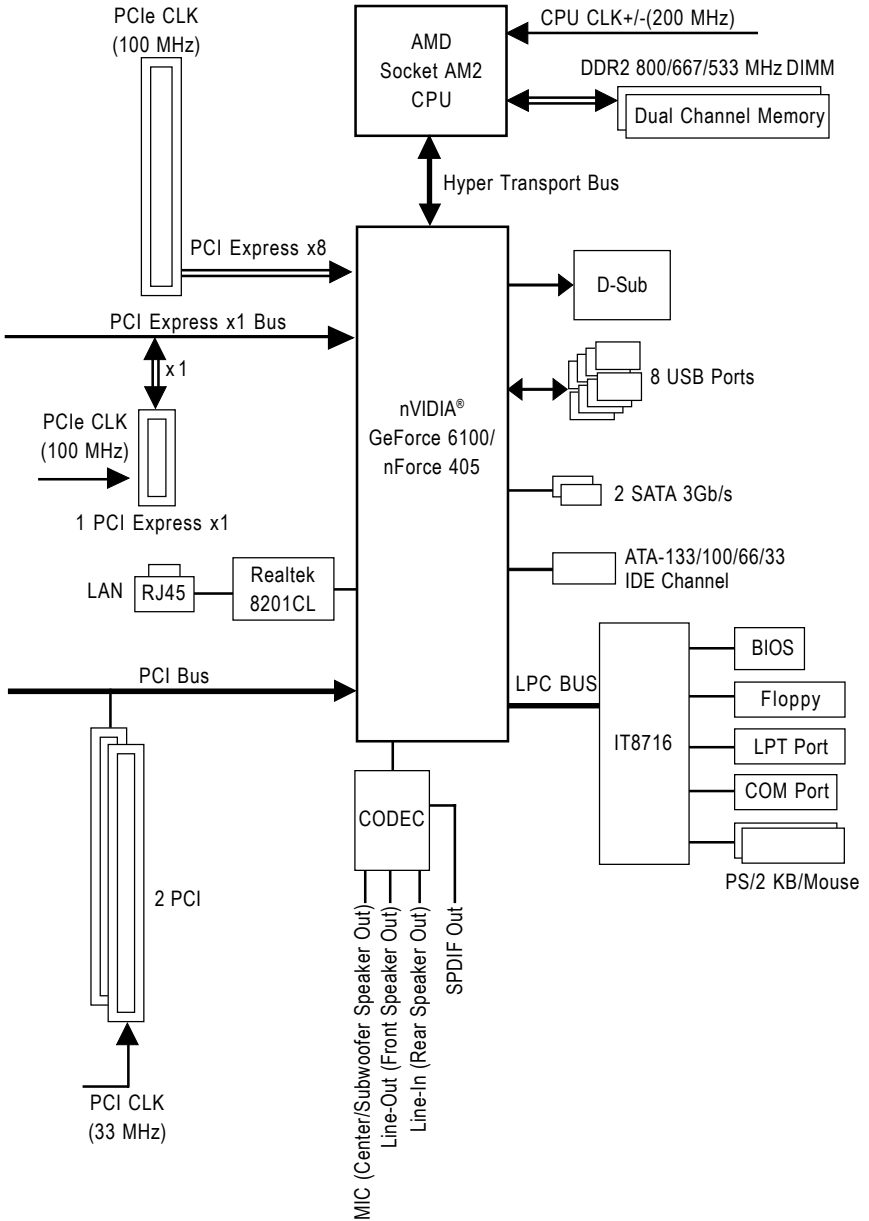 PCIe CLK
(100 MHz)
AMD
Socket AM2
CPU
CPU CLK+/-(200 MHz)
DDR2 800/667/533 MHz DIMM
Dual Channel Memory
Hyper Transport Bus
PCI Express x8
PCI Express x1 Bus
x1
PCIe CLK
(100 MHz)
1 PCI Express x1
nVIDIA®
GeForce 6100/
nForce 405
D-Sub
8 USB Ports
2 SATA 3Gb/s
ATA-133/100/66/33
IDE Channel
LAN
RJ45
Realtek
8201CL
PCI Bus
LPC BUS
IT8716
BIOS
Floppy
LPT Port
COM Port
PS/2 KB/Mouse
CODEC
2 PCI
PCI CLK
(33 MHz)
MIC (Center/Subwoofer Speaker Out)
Line-Out (Front Speaker Out)
Line-In (Rear Speaker Out)
SPDIF Out